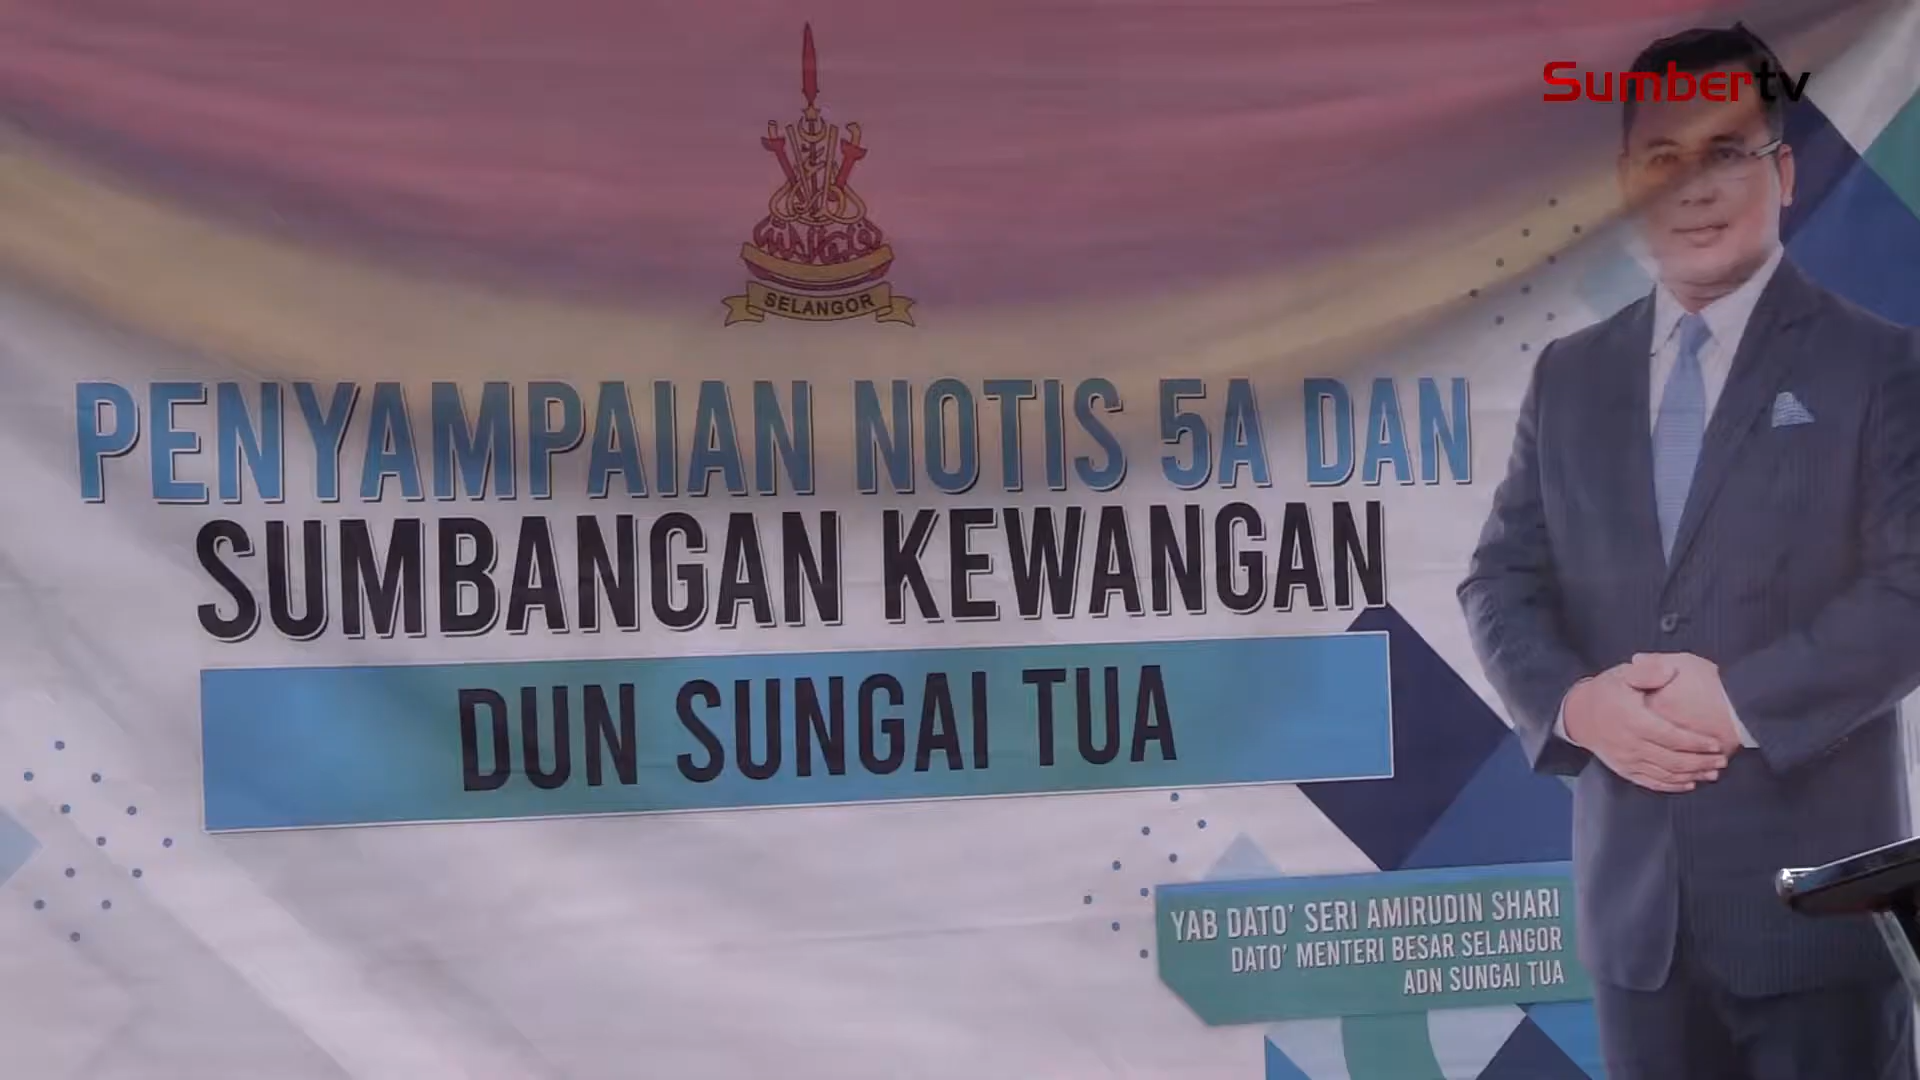 Sumbertv
SELANGOR
PENYAMPAIAN NOTIS 5A DAN
SUMBANGAN KEWANGAN
DUN SUNGAI TUA
YAB DATO' SERI AMIRUDIN SHARI
DATO' MENTERI BESAR SELANGOR
ADN SUNGAI TUA